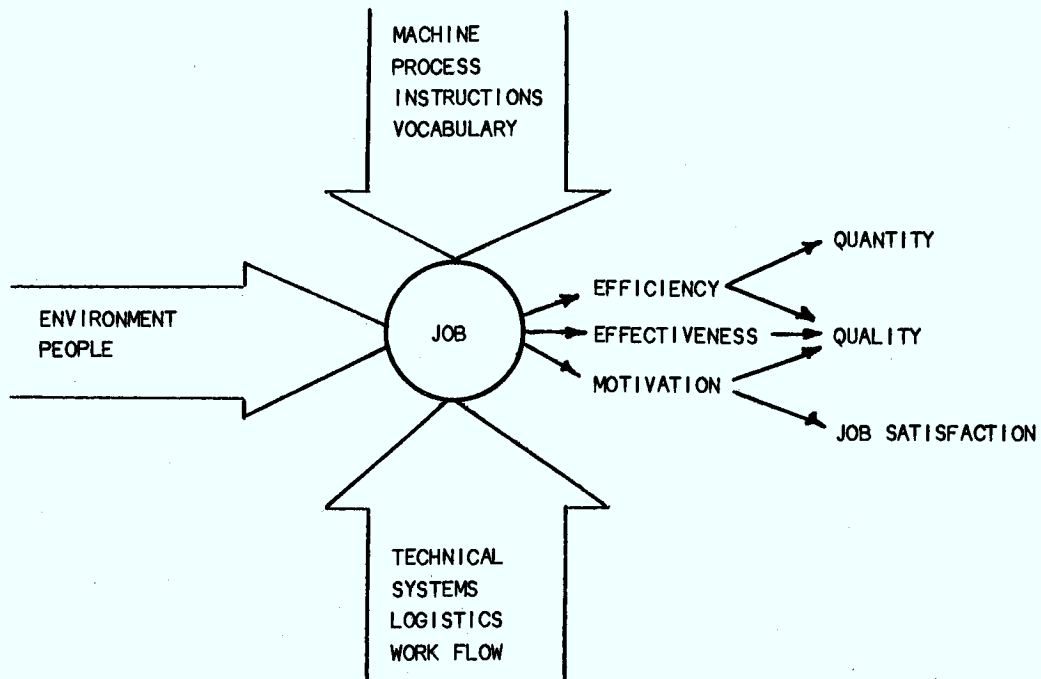 MACHINE
PROCESS
INSTRUCTIONS
VOCABULARY
ENVIRONMENT
PEOPLE
JOB
EFFICIENCY
EFFECTIVENESS
MOTIVATION
QUANTITY
QUALITY
JOB SATISFACTION
TECHNICAL
SYSTEMS
LOGISTICS
WORK FLOW